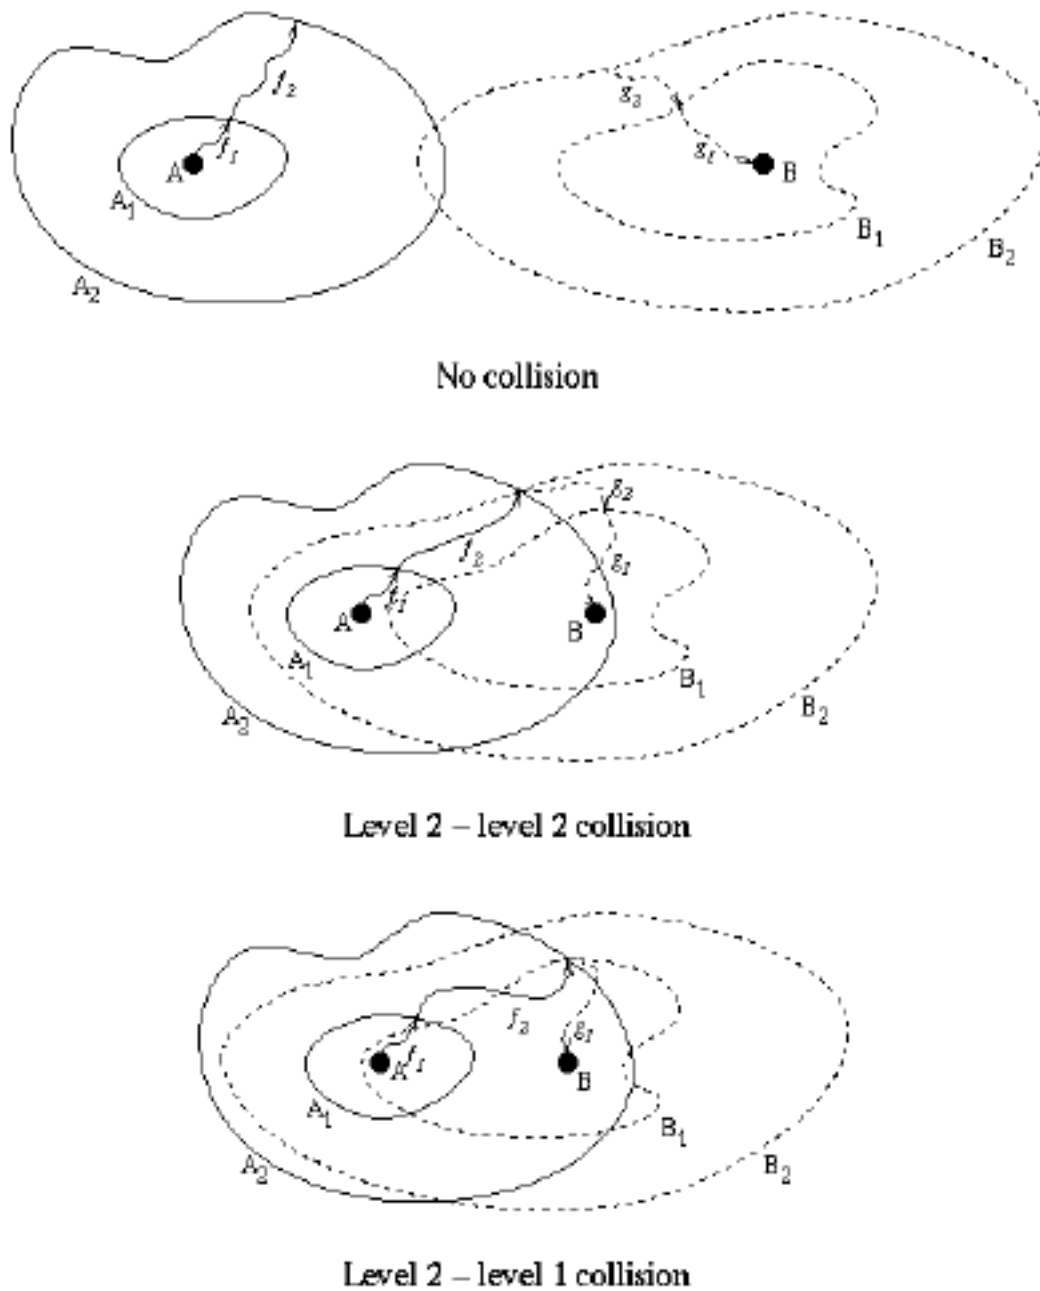 f₂
g₂
f₁
g₁
A
B
A₁
B₁
B₂
A₂
No collision
g₂
f₂
g₁
f₁
A
B
A₁
B₁
A₂
B₂
Level 2 – level 2 collision
f₂
g₁
f₁
A
B
A₁
B₁
A₂
B₂
Level 2 – level 1 collision